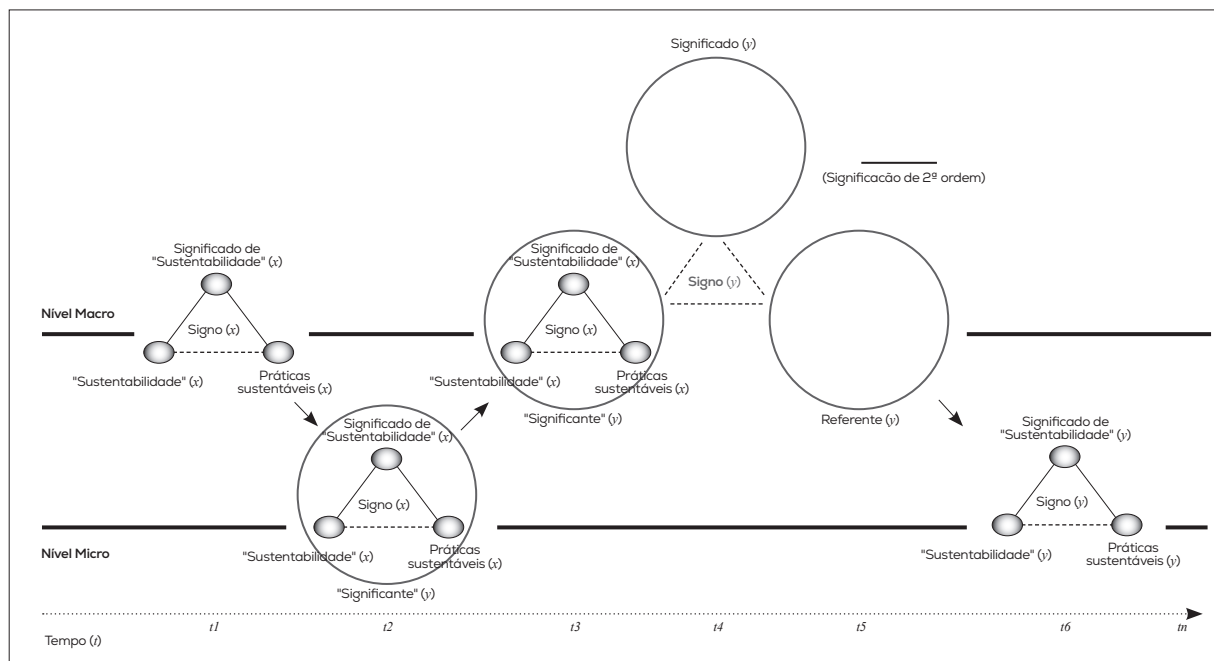 Significado (y)
(Significacão de 2ª ordem)
Significado de
"Sustentabilidade" (x)
Signo (x)
Nível Macro
"Sustentabilidade" (x)
Práticas
sustentáveis (x)
Significado de
"Sustentabilidade" (x)
Signo (x)
"Sustentabilidade" (x)
Práticas
sustentáveis (x)
"Significante" (y)
Signo (y)
Referente (y)
Significado de
"Sustentabilidade" (x)
Signo (x)
"Sustentabilidade" (x)
Práticas
sustentáveis (x)
"Significante" (y)
Significado de
"Sustentabilidade" (y)
Signo (y)
"Sustentabilidade" (y)
Práticas
sustentáveis (y)
Nível Micro
Tempo (t)
t1
t2
t3
t4
t5
t6
tn